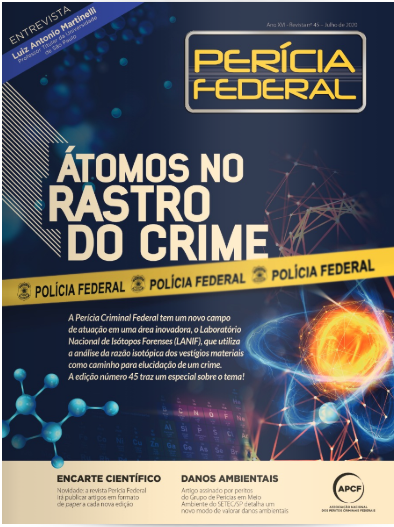 ENTREVISTA
Luiz Antonio Martinelli
Professor Titular da Universidade
de São Paulo
Ano XVI - Revista nº 45 - Julho de 2020
PERÍCIA
FEDERAL
ÁTOMOS NO
RASTRO
DO CRIME
POLÍCIA FEDERAL POLÍCIA FEDERAL POLÍCIA FEDERAL
A Perícia Criminal Federal tem um novo campo
de atuação em uma área inovadora, o Laboratório
Nacional de Isótopos Forenses (LANIF), que utiliza
a análise da razão isotópica dos vestígios materiais
como caminho para elucidação de um crime.
A edição número 45 traz um especial sobre o tema!
ENCARTE CIENTÍFICO
Novidade: a revista Perícia Federal
irá publicar artigos em formato
de paper a cada nova edição
DANOS AMBIENTAIS
Artigo assinado por peritos
do Grupo de Perícias em Meio
Ambiente do SETEC/SP detalha um
novo modo de valorar danos ambientais
APCF
ASSOCIAÇÃO NACIONAL
DOS PERITOS CRIMINAIS FEDERAIS